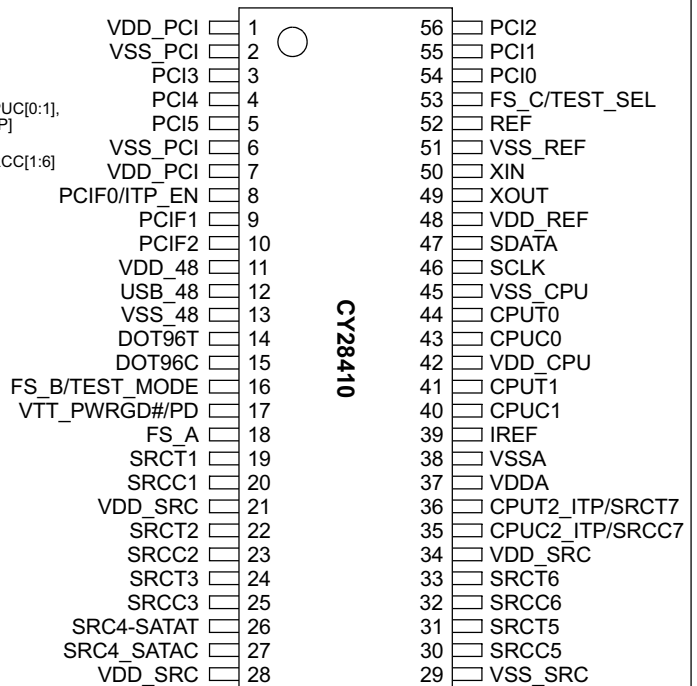 VDD_PCI 1 56 PCI2
VSS_PCI 2 55 PCI1
PCI3 3 54 PCI0
PCI4 4 53 FS_C/TEST_SEL
PCI5 5 52 REF
VSS_PCI 6 51 VSS_REF
VDD_PCI 7 50 XIN
PCIF0/ITP_EN 8 49 XOUT
PCIF1 9 48 VDD_REF
PCIF2 10 47 SDATA
VDD_48 11 46 SCLK
USB_48 12 45 VSS_CPU
VSS_48 13 44 CPUT0
DOT96T 14 43 CPUC0
DOT96C 15 42 VDD_CPU
FS_B/TEST_MODE 16 41 CPUT1
VTT_PWRGD#/PD 17 40 CPUC1
FS_A 18 39 IREF
SRCT1 19 38 VSSA
SRCC1 20 37 VDDA
VDD_SRC 21 36 CPUT2_ITP/SRCT7
SRCT2 22 35 CPUC2_ITP/SRCC7
SRCC2 23 34 VDD_SRC
SRCT3 24 33 SRCT6
SRCC3 25 32 SRCC6
SRC4-SATAT 26 31 SRCT5
SRC4_SATAC 27 30 SRCC5
VDD_SRC 28 29 VSS_SRC
CY28410
UC[0:1],
P]
CC[1:6]